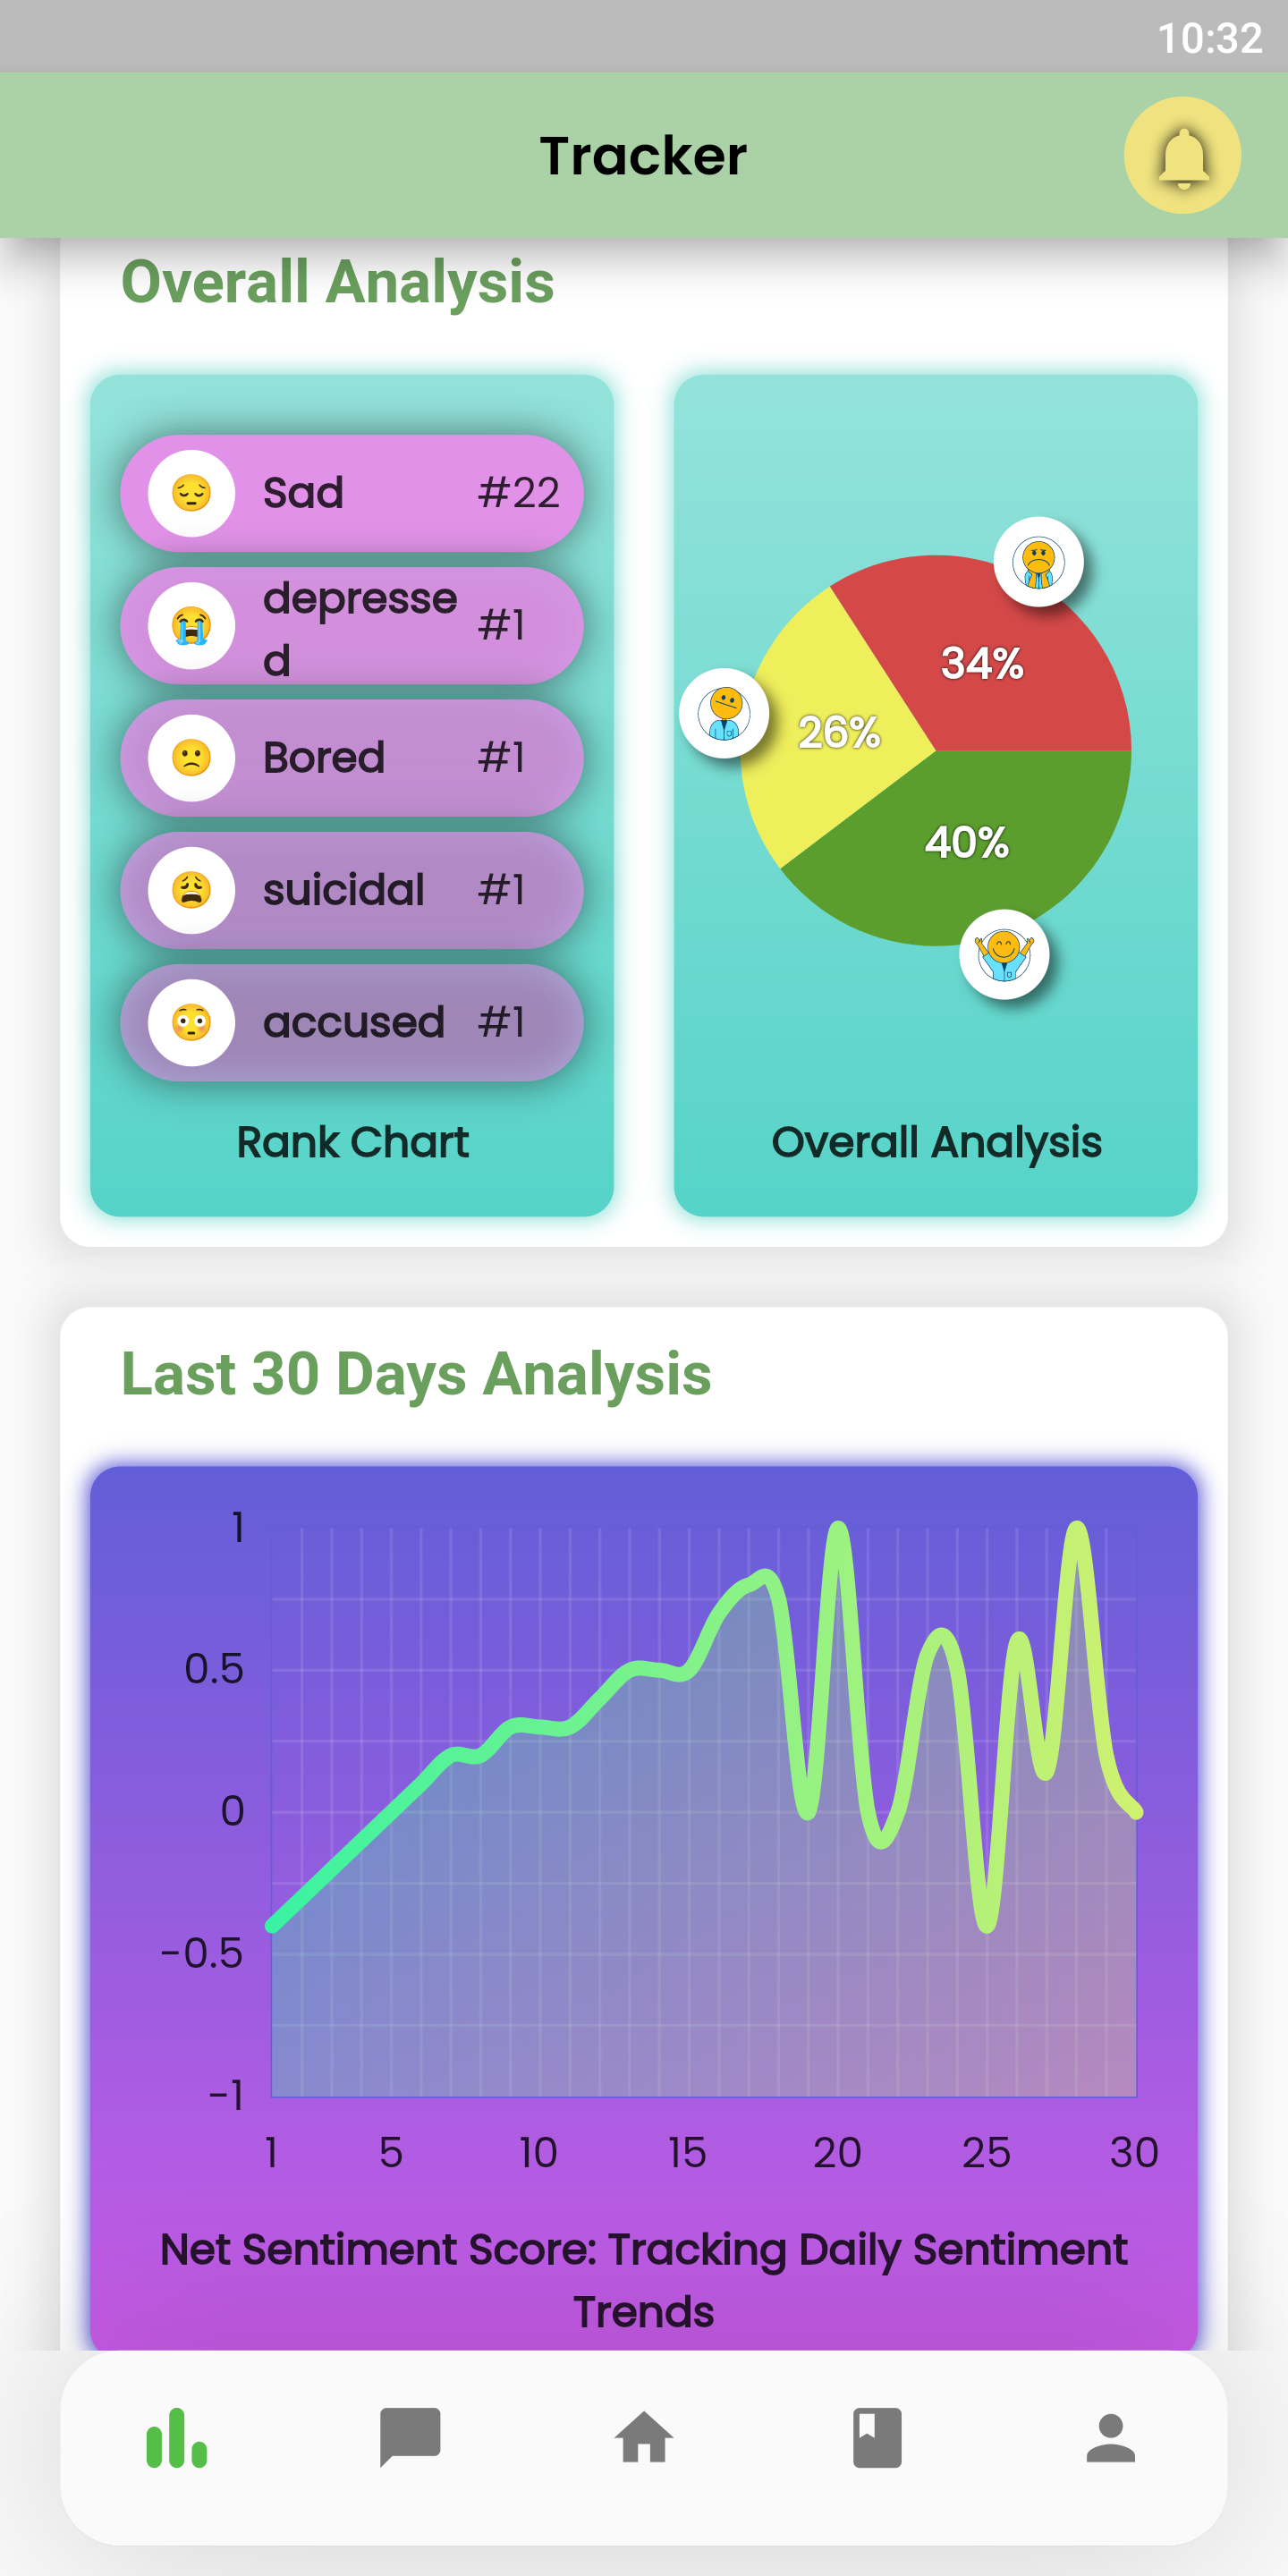 10:32
Tracker
Overall Analysis
Sad #22
depresse
d #1
Bored #1
suicidal #1
accused #1
Rank Chart
34%
26%
40%
Overall Analysis
Last 30 Days Analysis
1
0.5
0
-0.5
-1
1 5 10 15 20 25 30
Net Sentiment Score: Tracking Daily Sentiment
Trends